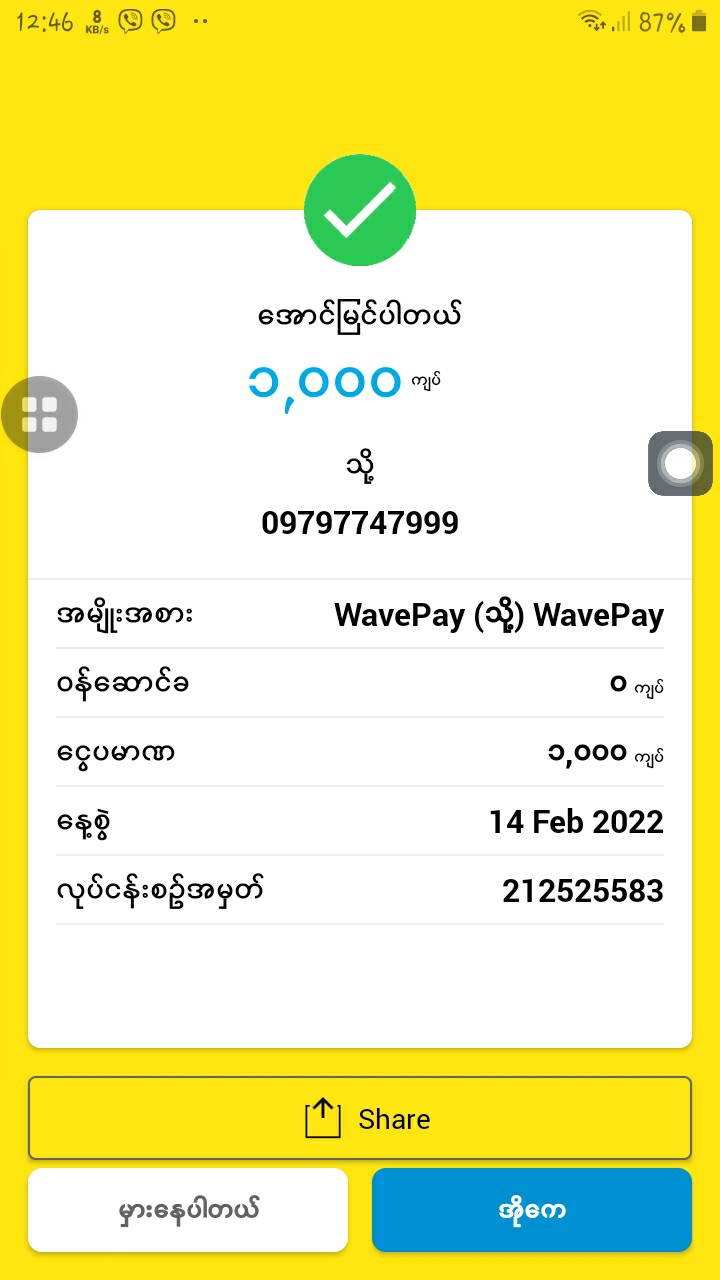 12:46 8 KB/s 87%
အောင်မြင်ပါတယ်
၁,၀၀၀ ကျပ်
သို့
09797747999
အမျိုးအစား WavePay (သို့) WavePay
ဝန်ဆောင်ခ ၀ ကျပ်
ငွေပမာဏ ၁,၀၀၀ ကျပ်
နေ့စွဲ 14 Feb 2022
လုပ်ငန်းစဥ်အမှတ် 212525583
Share
မှားနေပါတယ် အိုကေ